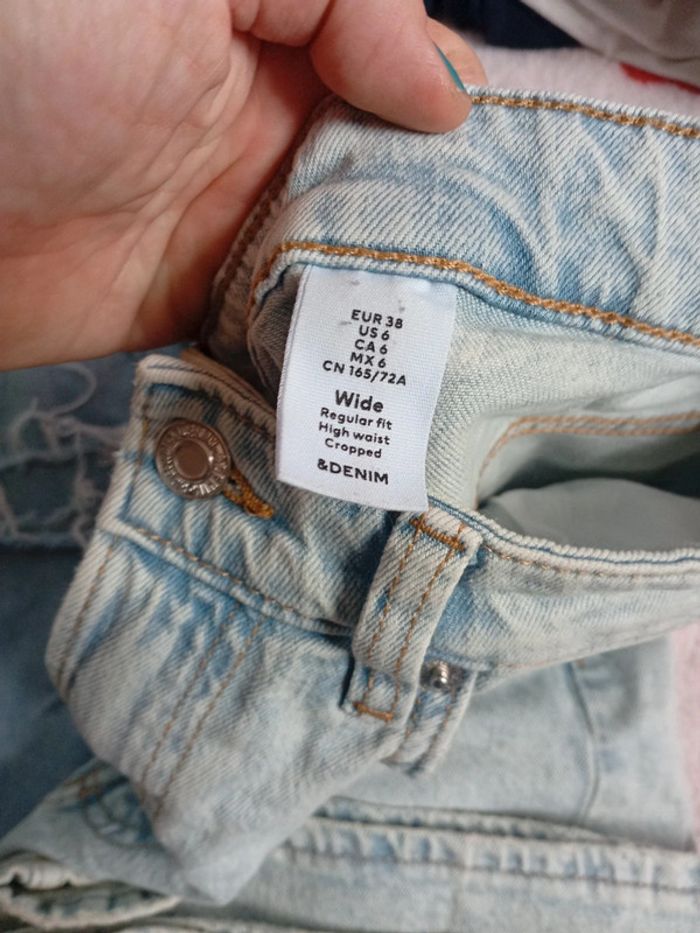 EUR 38
US 6
CA 6
MX 6
CN 165/72A
Wide
Regular fit
High waist
Cropped
&DENIM